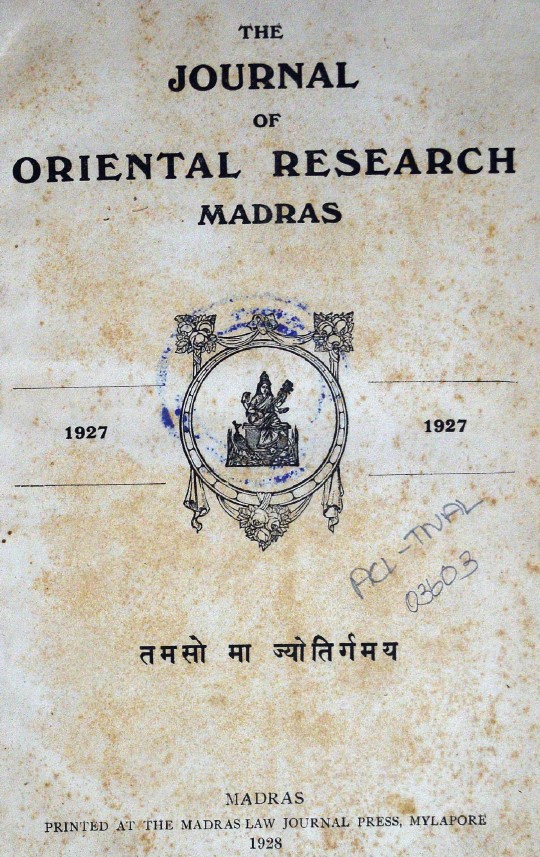 THE
JOURNAL
OF
ORIENTAL RESEARCH
MADRAS
1927
1927
ACL-TNAL
03603
तमसो मा ज्योतिर्गमय
MADRAS
PRINTED AT THE MADRAS LAW JOURNAL PRESS, MYLAPORE
1928